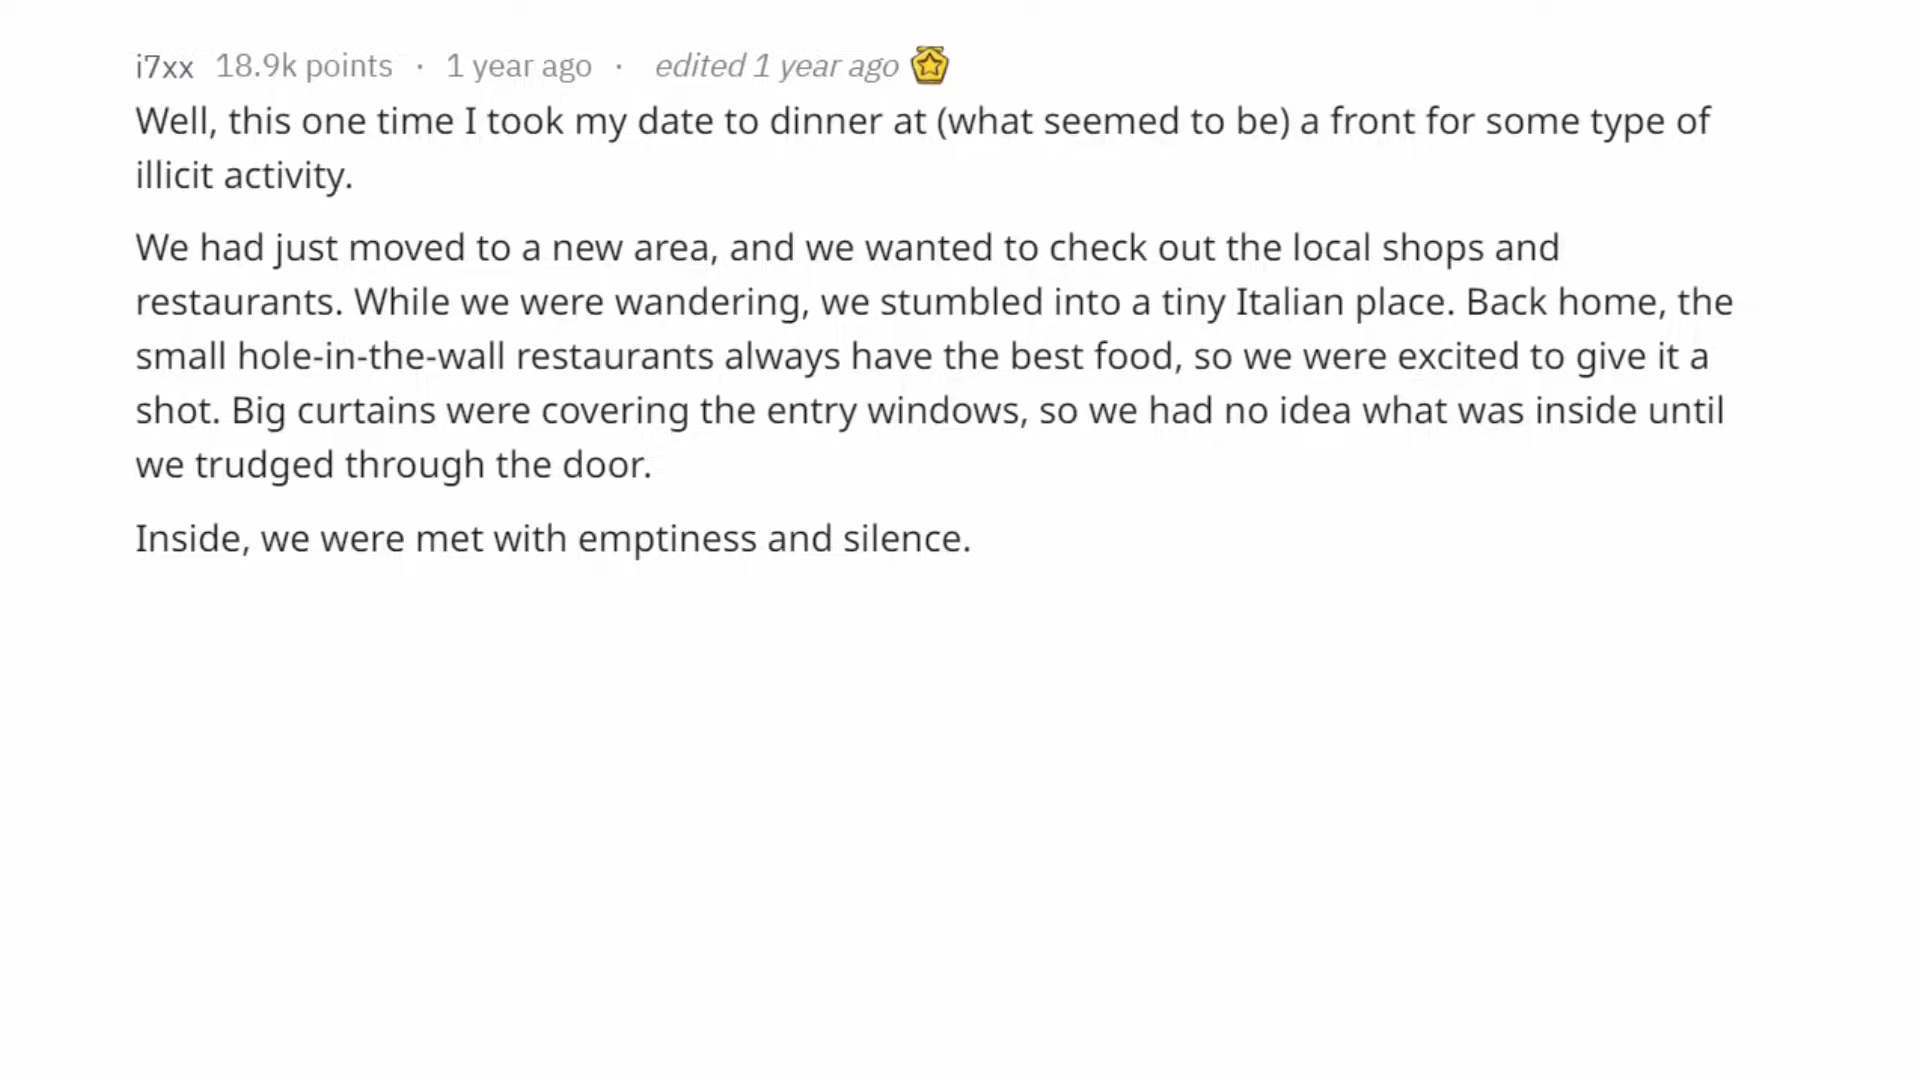 i7xx 18.9k points · 1 year ago · edited 1 year ago
Well, this one time I took my date to dinner at (what seemed to be) a front for some type of
illicit activity.
We had just moved to a new area, and we wanted to check out the local shops and
restaurants. While we were wandering, we stumbled into a tiny Italian place. Back home, the
small hole-in-the-wall restaurants always have the best food, so we were excited to give it a
shot. Big curtains were covering the entry windows, so we had no idea what was inside until
we trudged through the door.
Inside, we were met with emptiness and silence.